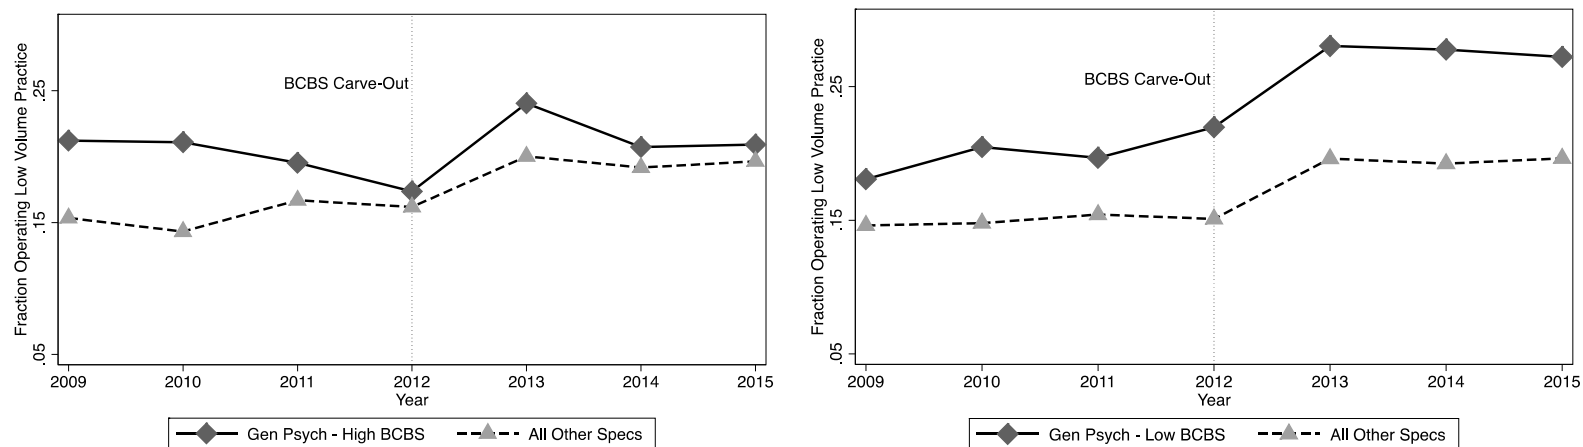 Fraction Operating Low Volume Practice
.25
.15
.05
BCBS Carve-Out
2009 2010 2011 2012 2013 2014 2015
Year
Gen Psych - High BCBS All Other Specs
Fraction Operating Low Volume Practice
.25
.15
.05
BCBS Carve-Out
2009 2010 2011 2012 2013 2014 2015
Year
Gen Psych - Low BCBS All Other Specs